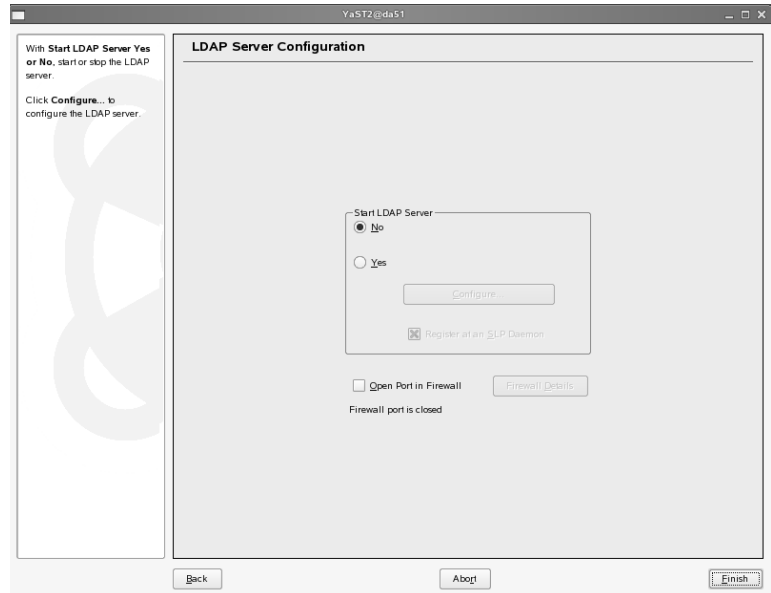 YaST2@da51
With Start LDAP Server Yes
or No, start or stop the LDAP
server.
Click Configure... to
configure the LDAP server.
LDAP Server Configuration
Start LDAP Server
No
Yes
Configure...
Register at an SLP Daemon
Open Port in Firewall
Firewall Details...
Firewall port is closed
Back
Abort
Finish